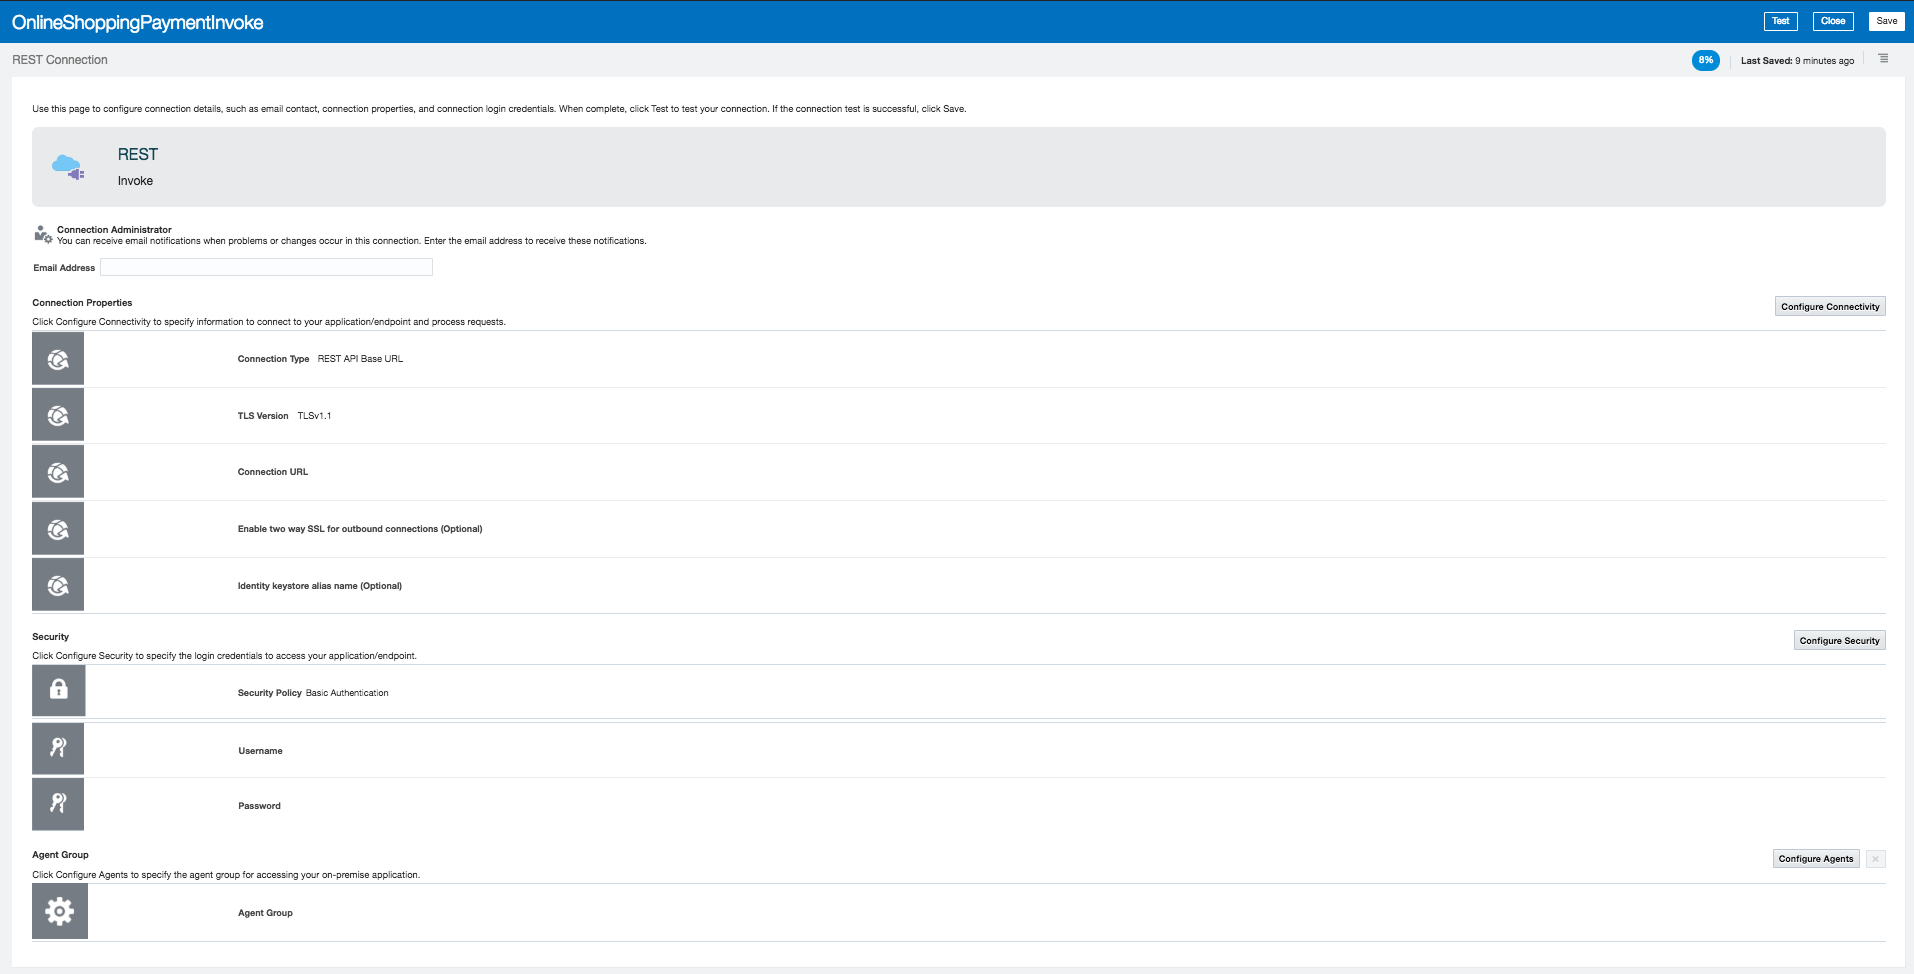 OnlineShoppingPaymentInvoke
Test Close Save
REST Connection
8% Last Saved: 9 minutes ago
Use this page to configure connection details, such as email contact, connection properties, and connection login credentials. When complete, click Test to test your connection. If the connection test is successful, click Save.
REST
Invoke
Connection Administrator
You can receive email notifications when problems or changes occur in this connection. Enter the email address to receive these notifications.
Email Address
Connection Properties
Configure Connectivity
Click Configure Connectivity to specify information to connect to your application/endpoint and process requests.
Connection Type REST API Base URL
TLS Version TLSv1.1
Connection URL
Enable two way SSL for outbound connections (Optional)
Identity keystore alias name (Optional)
Security
Configure Security
Click Configure Security to specify the login credentials to access your application/endpoint.
Security Policy Basic Authentication
Username
Password
Agent Group
Configure Agents
Click Configure Agents to specify the agent group for accessing your on-premise application.
Agent Group